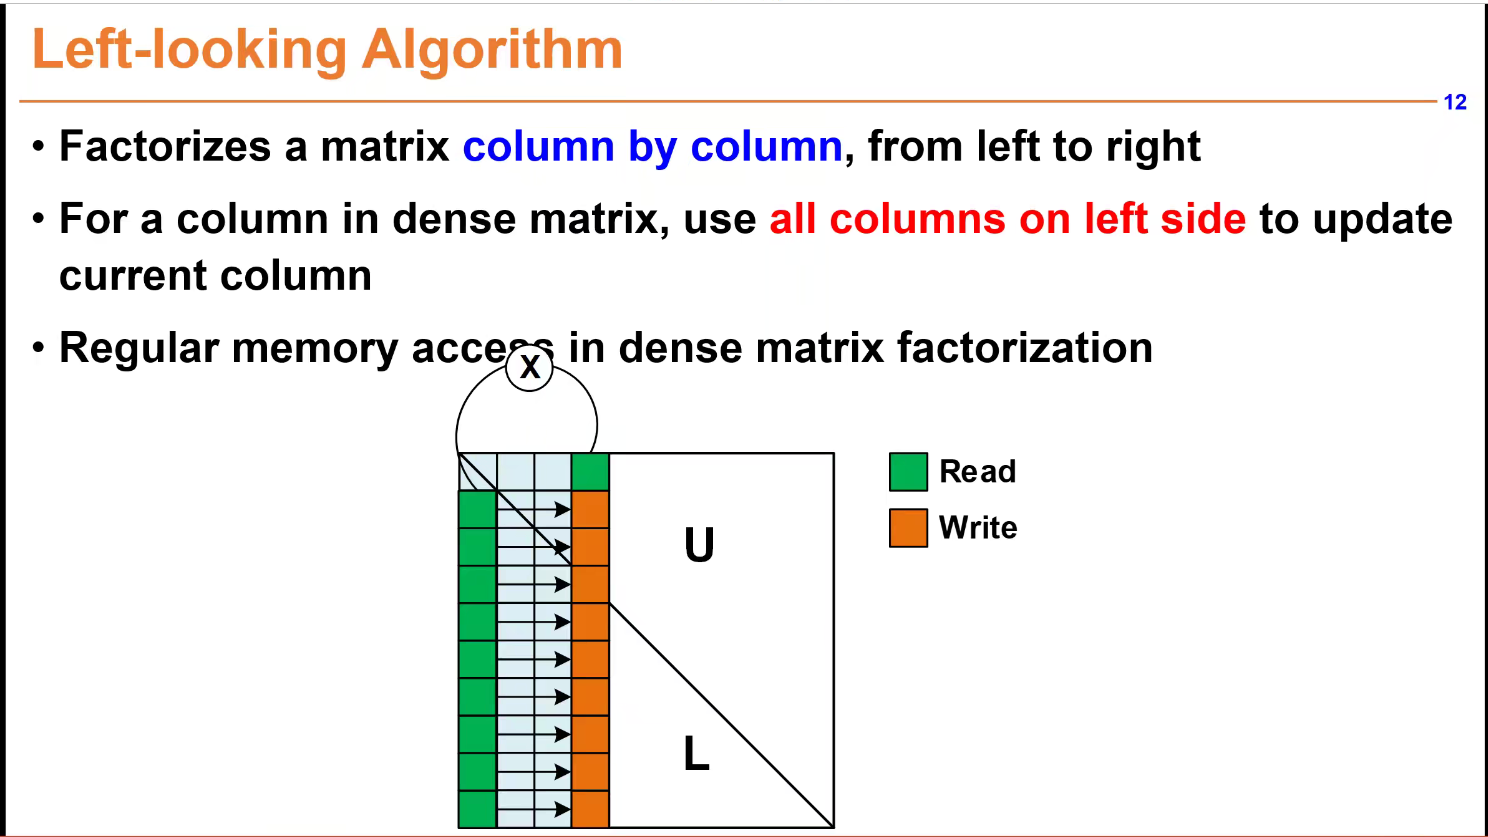 Left-looking Algorithm
12
• Factorizes a matrix column by column, from left to right
• For a column in dense matrix, use all columns on left side to update
current column
• Regular memory access in dense matrix factorization
X
Read
Write
U
L